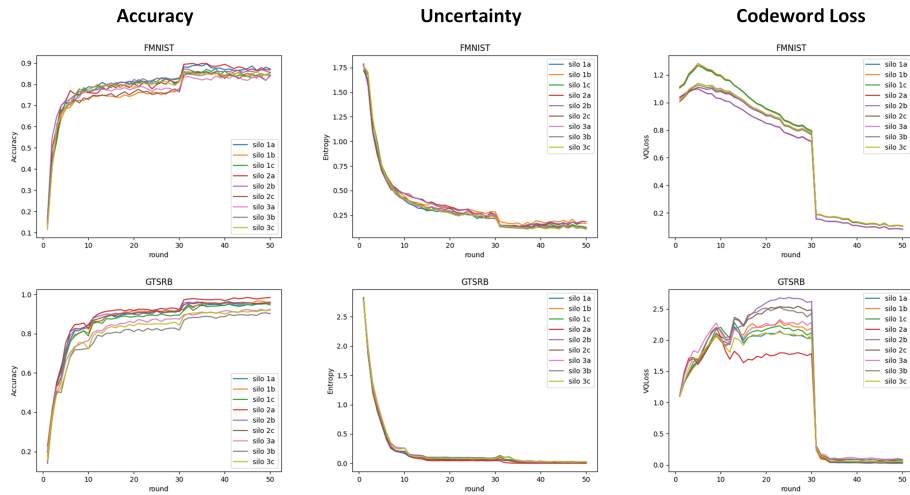 Accuracy
Uncertainty
Codeword Loss
FMNIST
0.9
0.8
0.7
0.6
0.5
0.4
0.3
0.2
0.1
Accuracy
0
10
20
30
40
50
round
silo 1a
silo 1b
silo 1c
silo 2a
silo 2b
silo 2c
silo 3a
silo 3b
silo 3c
FMNIST
1.75
1.50
1.25
1.00
0.75
0.50
0.25
Entropy
0
10
20
30
40
50
round
silo 1a
silo 1b
silo 1c
silo 2a
silo 2b
silo 2c
silo 3a
silo 3b
silo 3c
FMNIST
1.2
1.0
0.8
0.6
0.4
0.2
VQLoss
0
10
20
30
40
50
round
silo 1a
silo 1b
silo 1c
silo 2a
silo 2b
silo 2c
silo 3a
silo 3b
silo 3c
GTSRB
1.0
0.8
0.6
0.4
0.2
Accuracy
0
10
20
30
40
50
round
silo 1a
silo 1b
silo 1c
silo 2a
silo 2b
silo 2c
silo 3a
silo 3b
silo 3c
GTSRB
2.5
2.0
1.5
1.0
0.5
0.0
Entropy
0
10
20
30
40
50
round
silo 1a
silo 1b
silo 1c
silo 2a
silo 2b
silo 2c
silo 3a
silo 3b
silo 3c
GTSRB
2.5
2.0
1.5
1.0
0.5
0.0
VQLoss
0
10
20
30
40
50
round
silo 1a
silo 1b
silo 1c
silo 2a
silo 2b
silo 2c
silo 3a
silo 3b
silo 3c